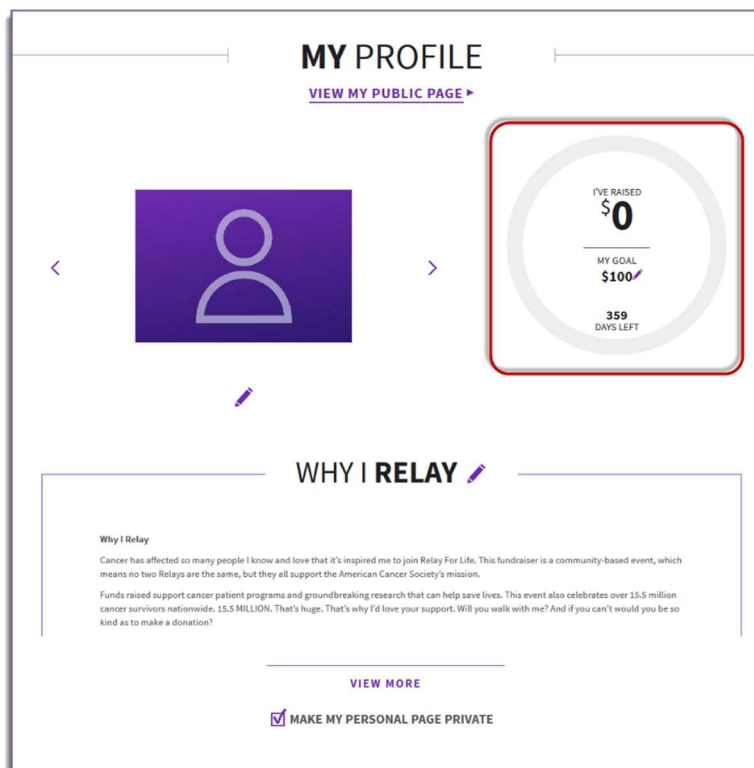 MY PROFILE
VIEW MY PUBLIC PAGE
I'VE RAISED
$0
MY GOAL
$100
359
DAYS LEFT
WHY I RELAY
Why I Relay
Cancer has affected so many people I know and love that it's inspired me to join Relay For Life. This fundraiser is a community-based event, which
means no two Relays are the same, but they all support the American Cancer Society's mission.
Funds raised support cancer patient programs and groundbreaking research that can help save lives. This event also celebrates over 15.5 million
cancer survivors nationwide. 15.5 MILLION. That's huge. That's why I'd love your support. Will you walk with me? And if you can't would you be so
kind as to make a donation?
VIEW MORE
MAKE MY PERSONAL PAGE PRIVATE